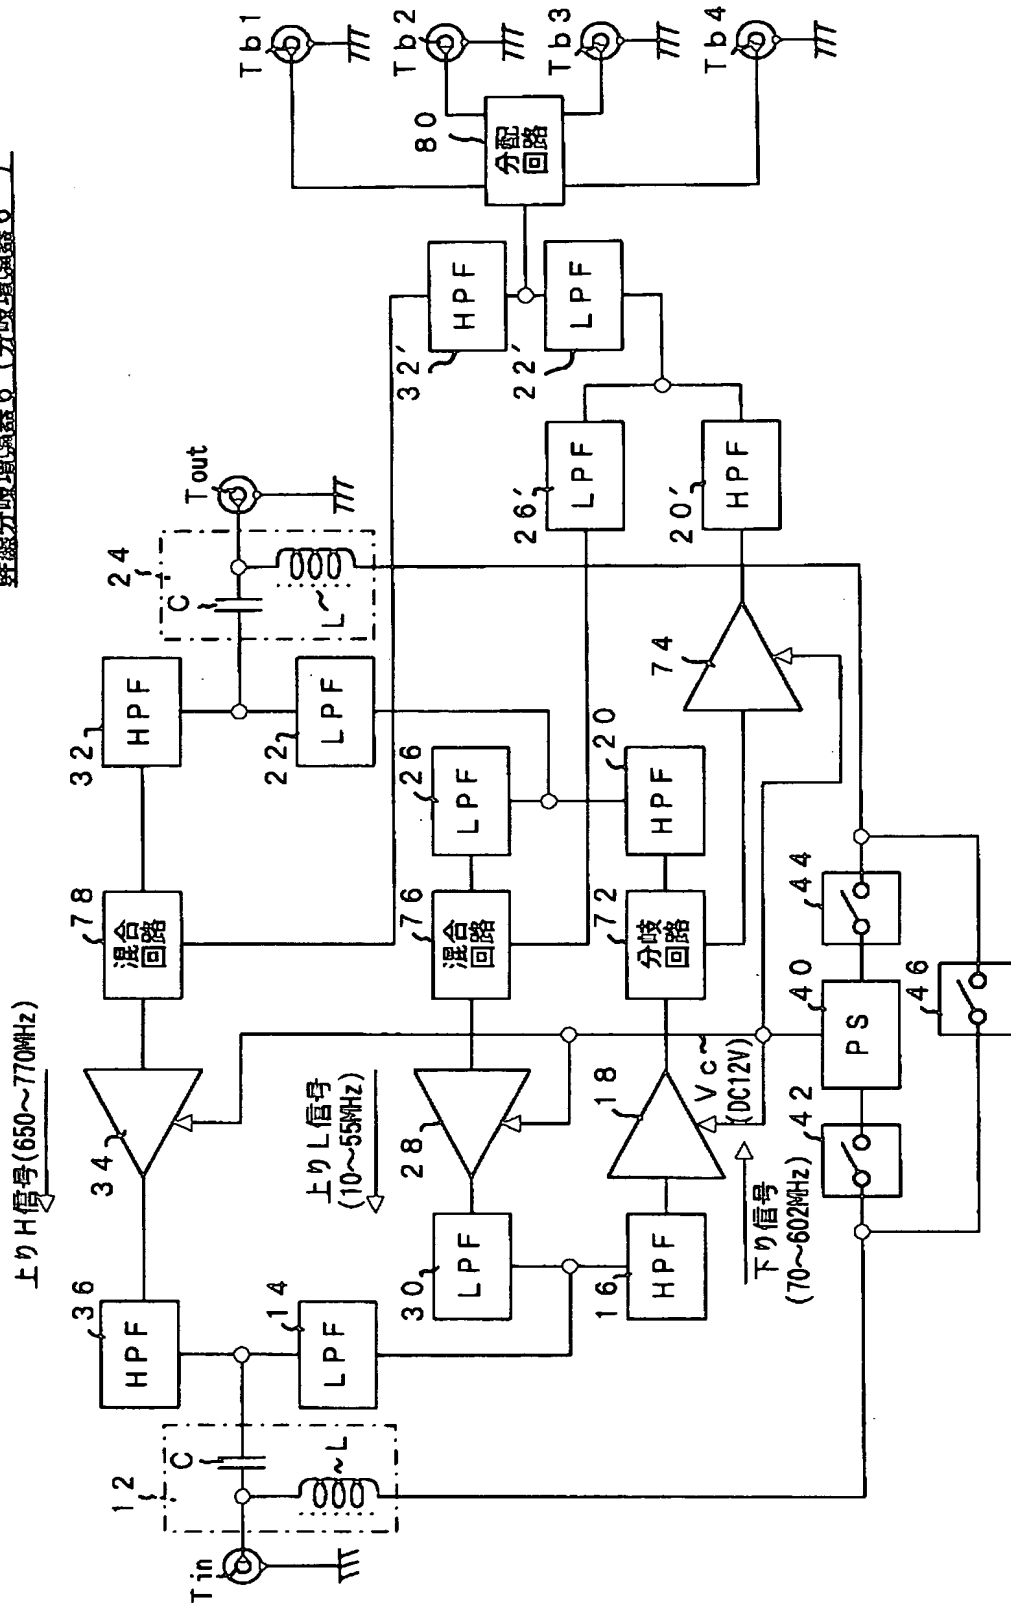 Tb1
Tb2
Tb3
Tb4
80
分配
回路
HPF
32'
LPF
22'
LPF
26'
HPF
20'
Tout
24
C
L
HPF
32
LPF
22
LPF
26
HPF
20
74
混合
回路
78
混合
回路
76
分岐
回路
72
上りH信号(650～770MHz)
34
上りL信号
(10～55MHz)
28
18
Vc
(DC12V)
下り信号
(70～602MHz)
44
PS
40
42
46
HPF
36
LPF
14
LPF
30
HPF
16
12
C
L
Tin